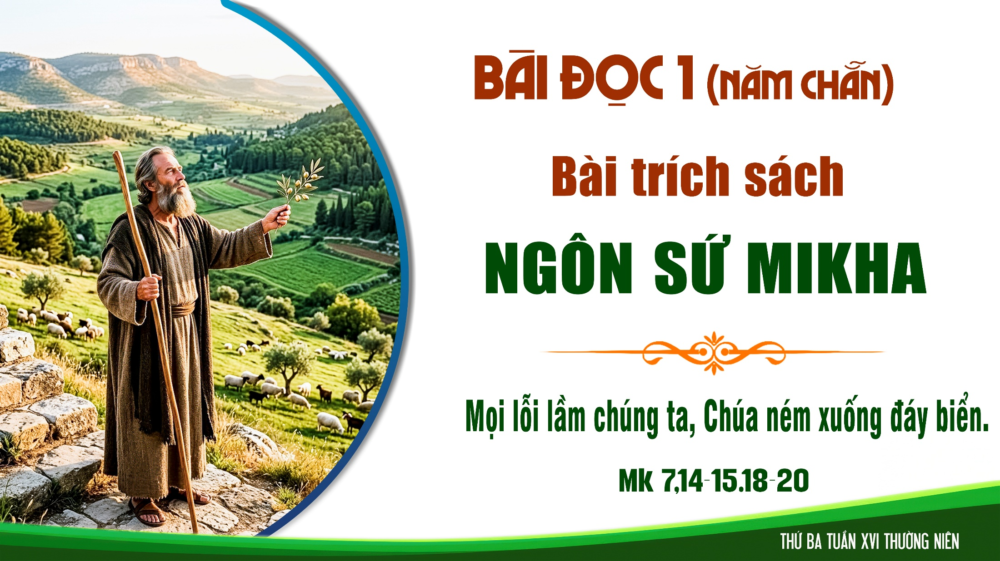 BÀI ĐỌC 1 (NĂM CHẴN)
Bài trích sách
NGÔN SỨ MIKHA
Mọi lỗi lầm chúng ta, Chúa ném xuống đáy biển.
Mk 7,14-15.18-20
THỨ BA TUẦN XVI THƯỜNG NIÊN